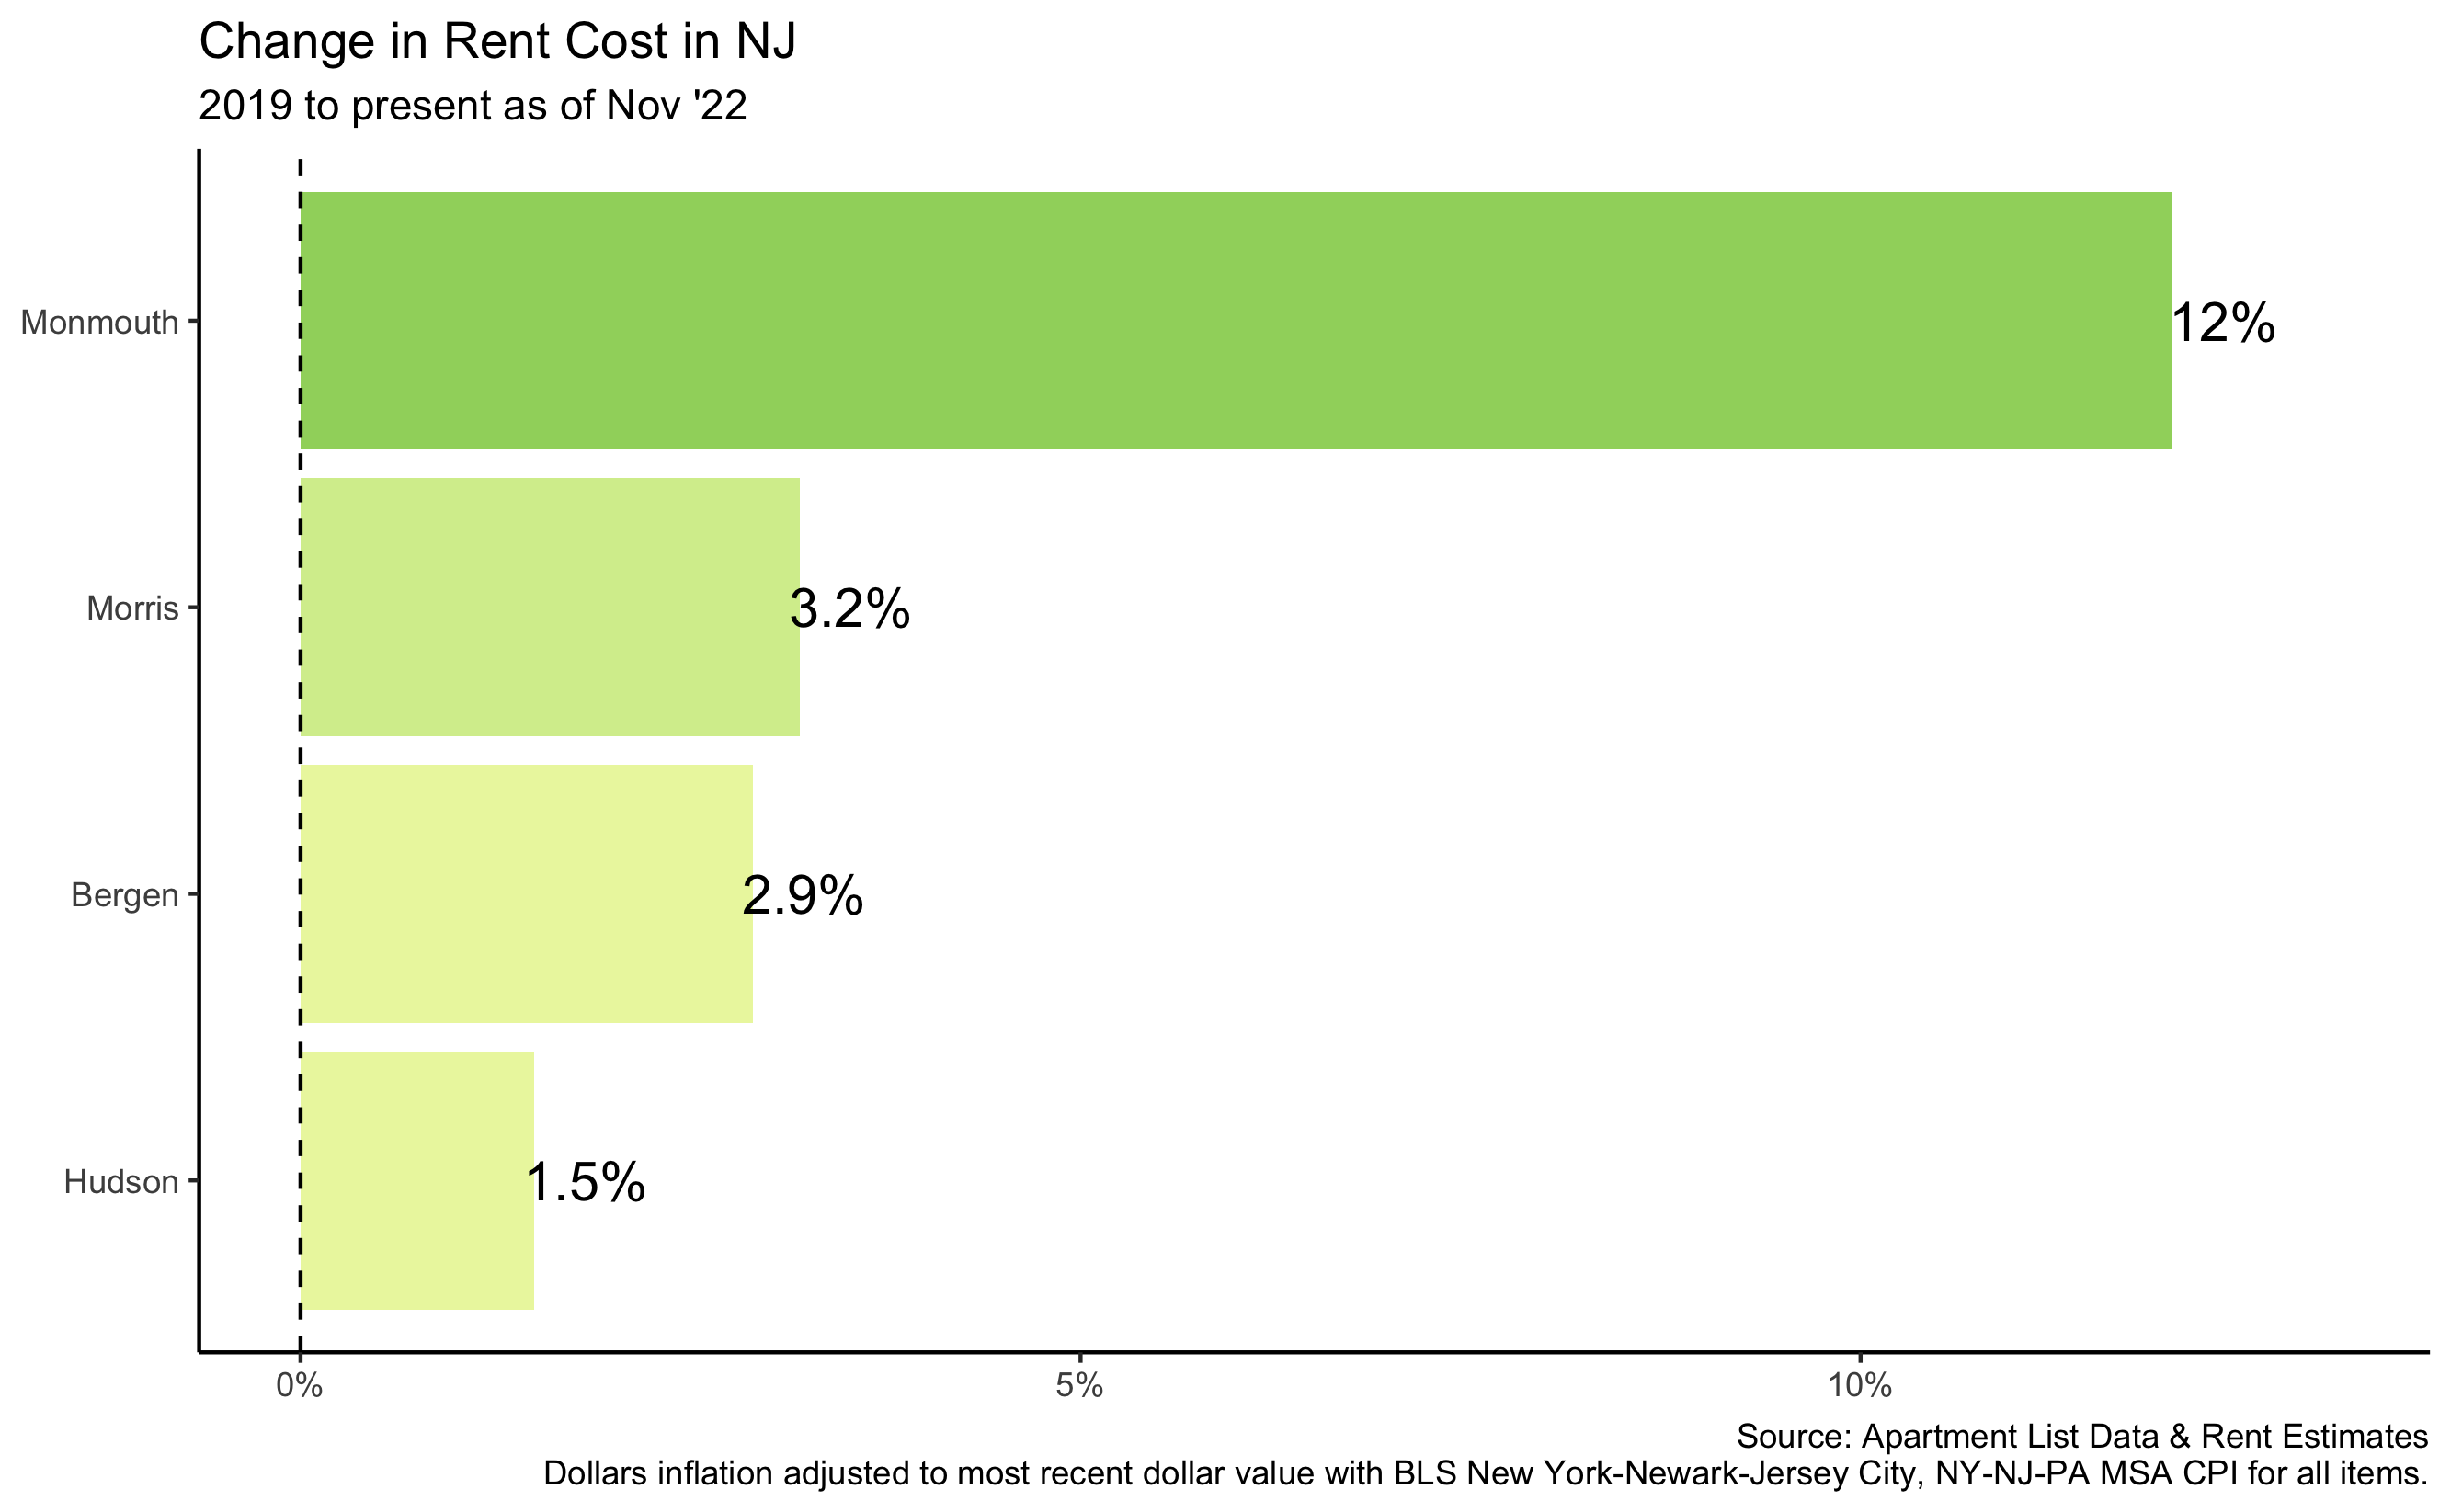 Change in Rent Cost in NJ
2019 to present as of Nov '22
Monmouth
12%
Morris
3.2%
Bergen
2.9%
Hudson
1.5%
0% 5% 10%
Source: Apartment List Data & Rent Estimates
Dollars inflation adjusted to most recent dollar value with BLS New York-Newark-Jersey City, NY-NJ-PA MSA CPI for all items.